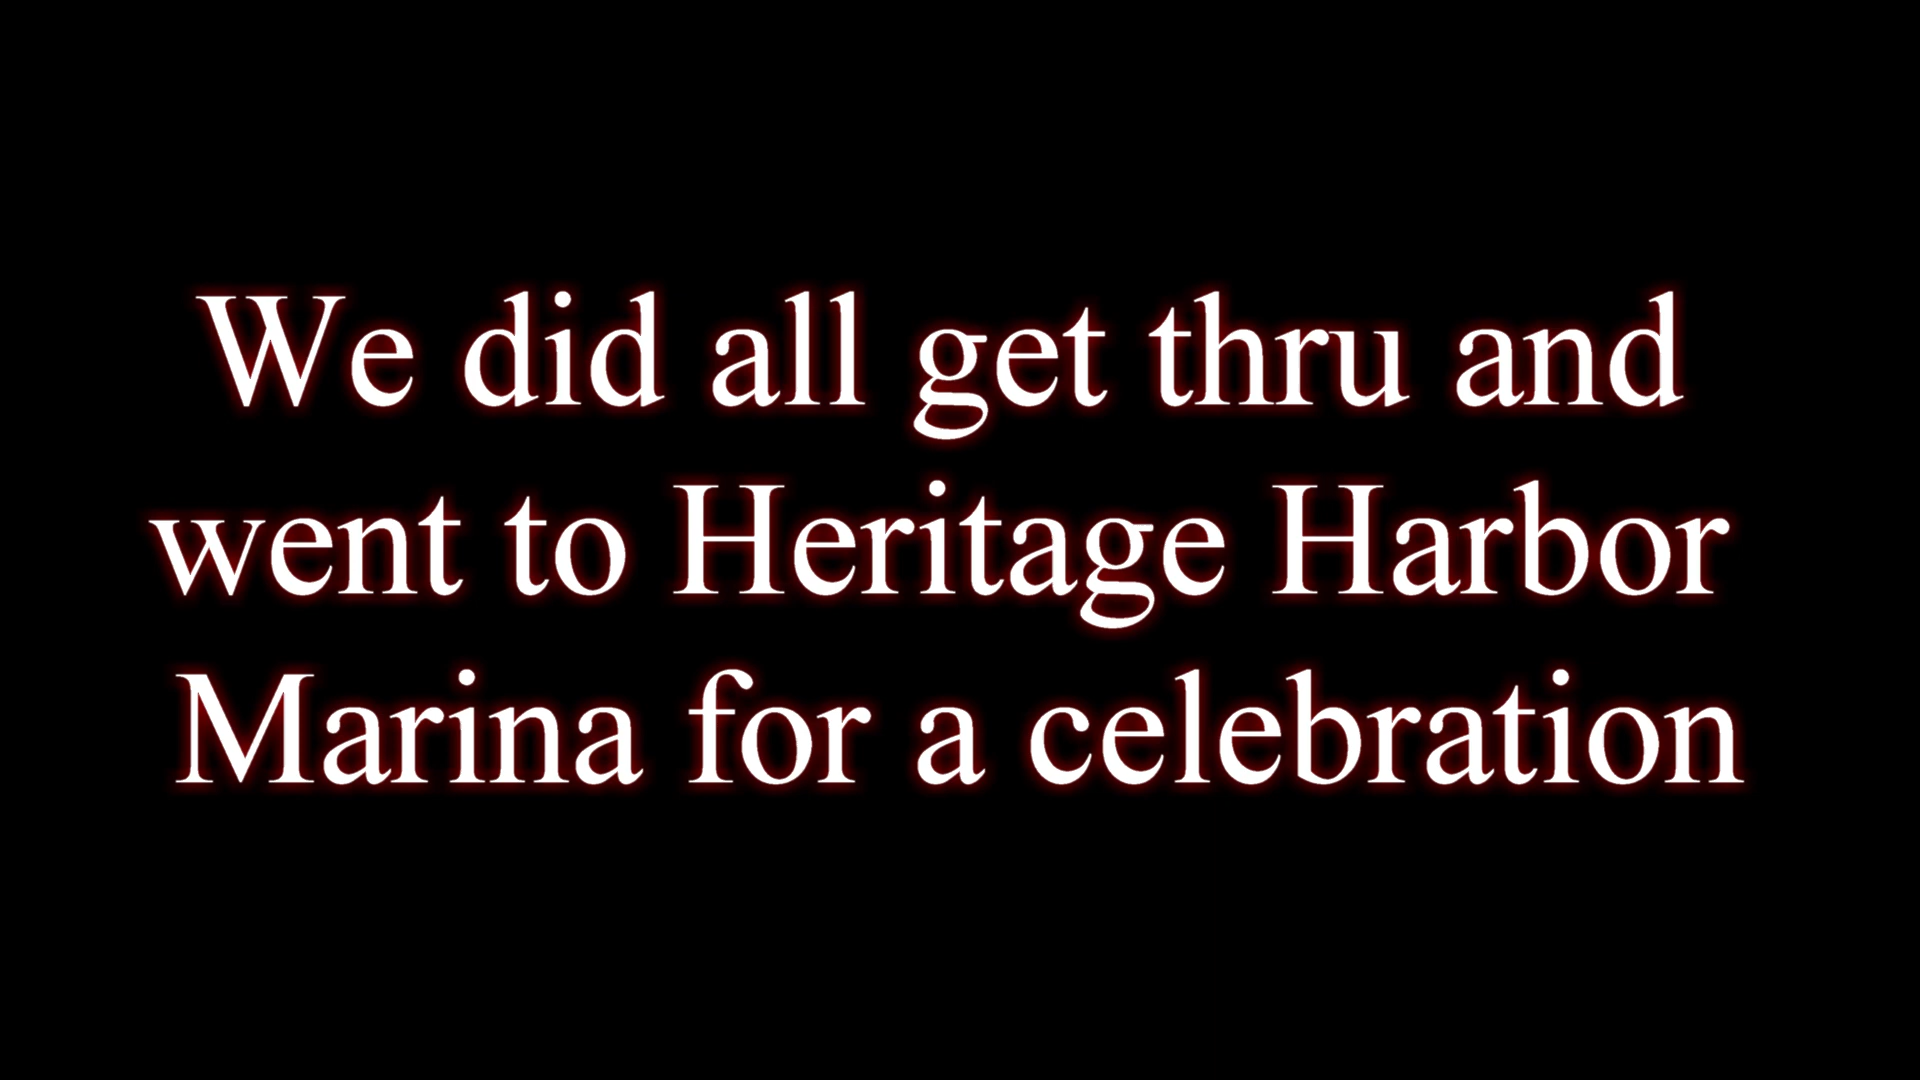 We did all get thru and
went to Heritage Harbor
Marina for a celebration